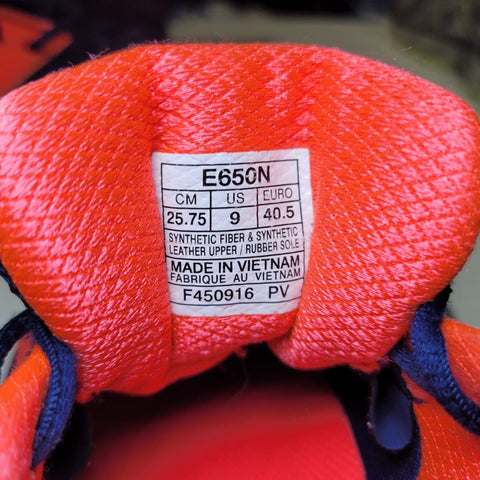 E650N
CM US EURO
25.75 9 40.5
SYNTHETIC FIBER & SYNTHETIC
LEATHER UPPER / RUBBER SOLE
MADE IN VIETNAM
FABRIQUE AU VIETNAM
F450916 PV